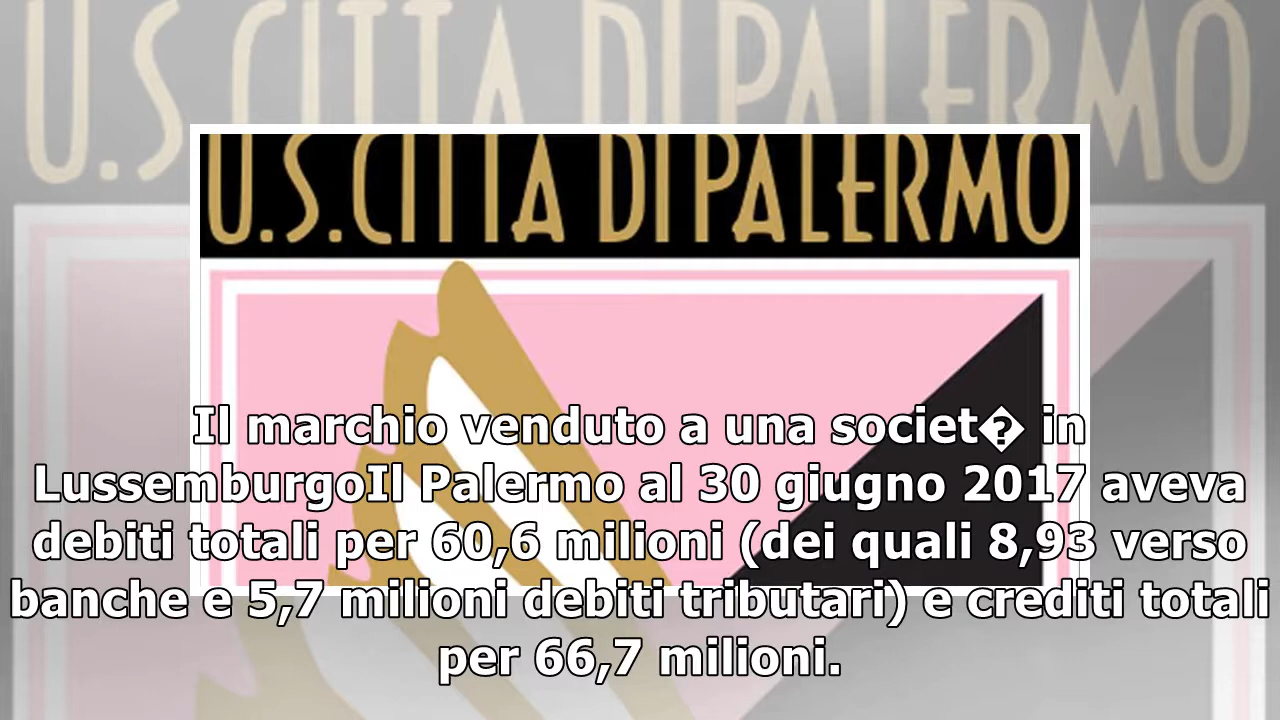 U.S.CITTA DI PALERMO
U.S.CITTA DI PALERMO
Il marchio venduto a una societ� in
LussemburgoIl Palermo al 30 giugno 2017 aveva
debiti totali per 60,6 milioni (dei quali 8,93 verso
banche e 5,7 milioni debiti tributari) e crediti totali
per 66,7 milioni.